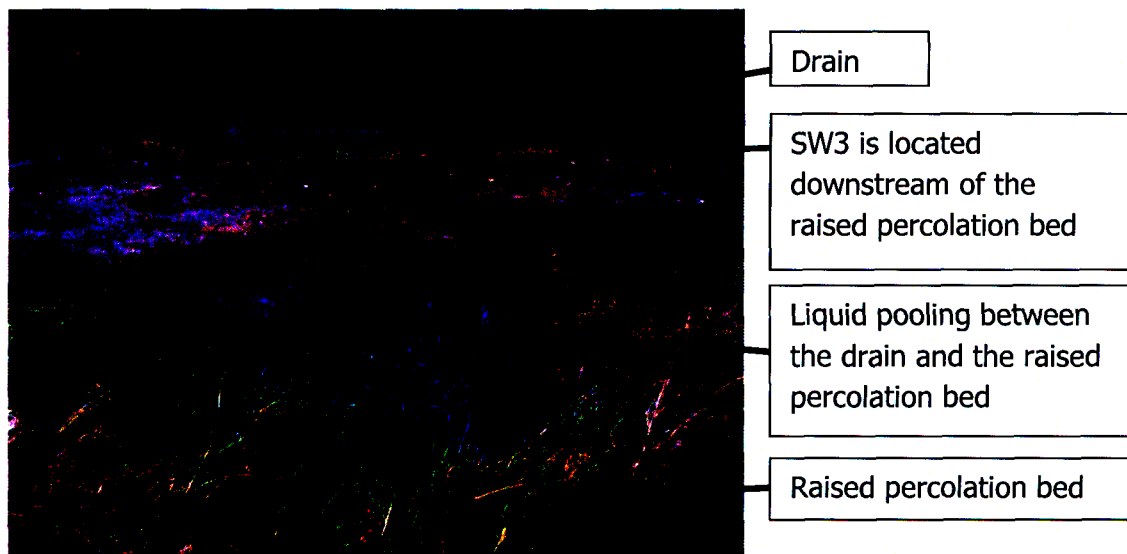 Drain
SW3 is located
downstream of the
raised percolation bed
Liquid pooling between
the drain and the raised
percolation bed
Raised percolation bed